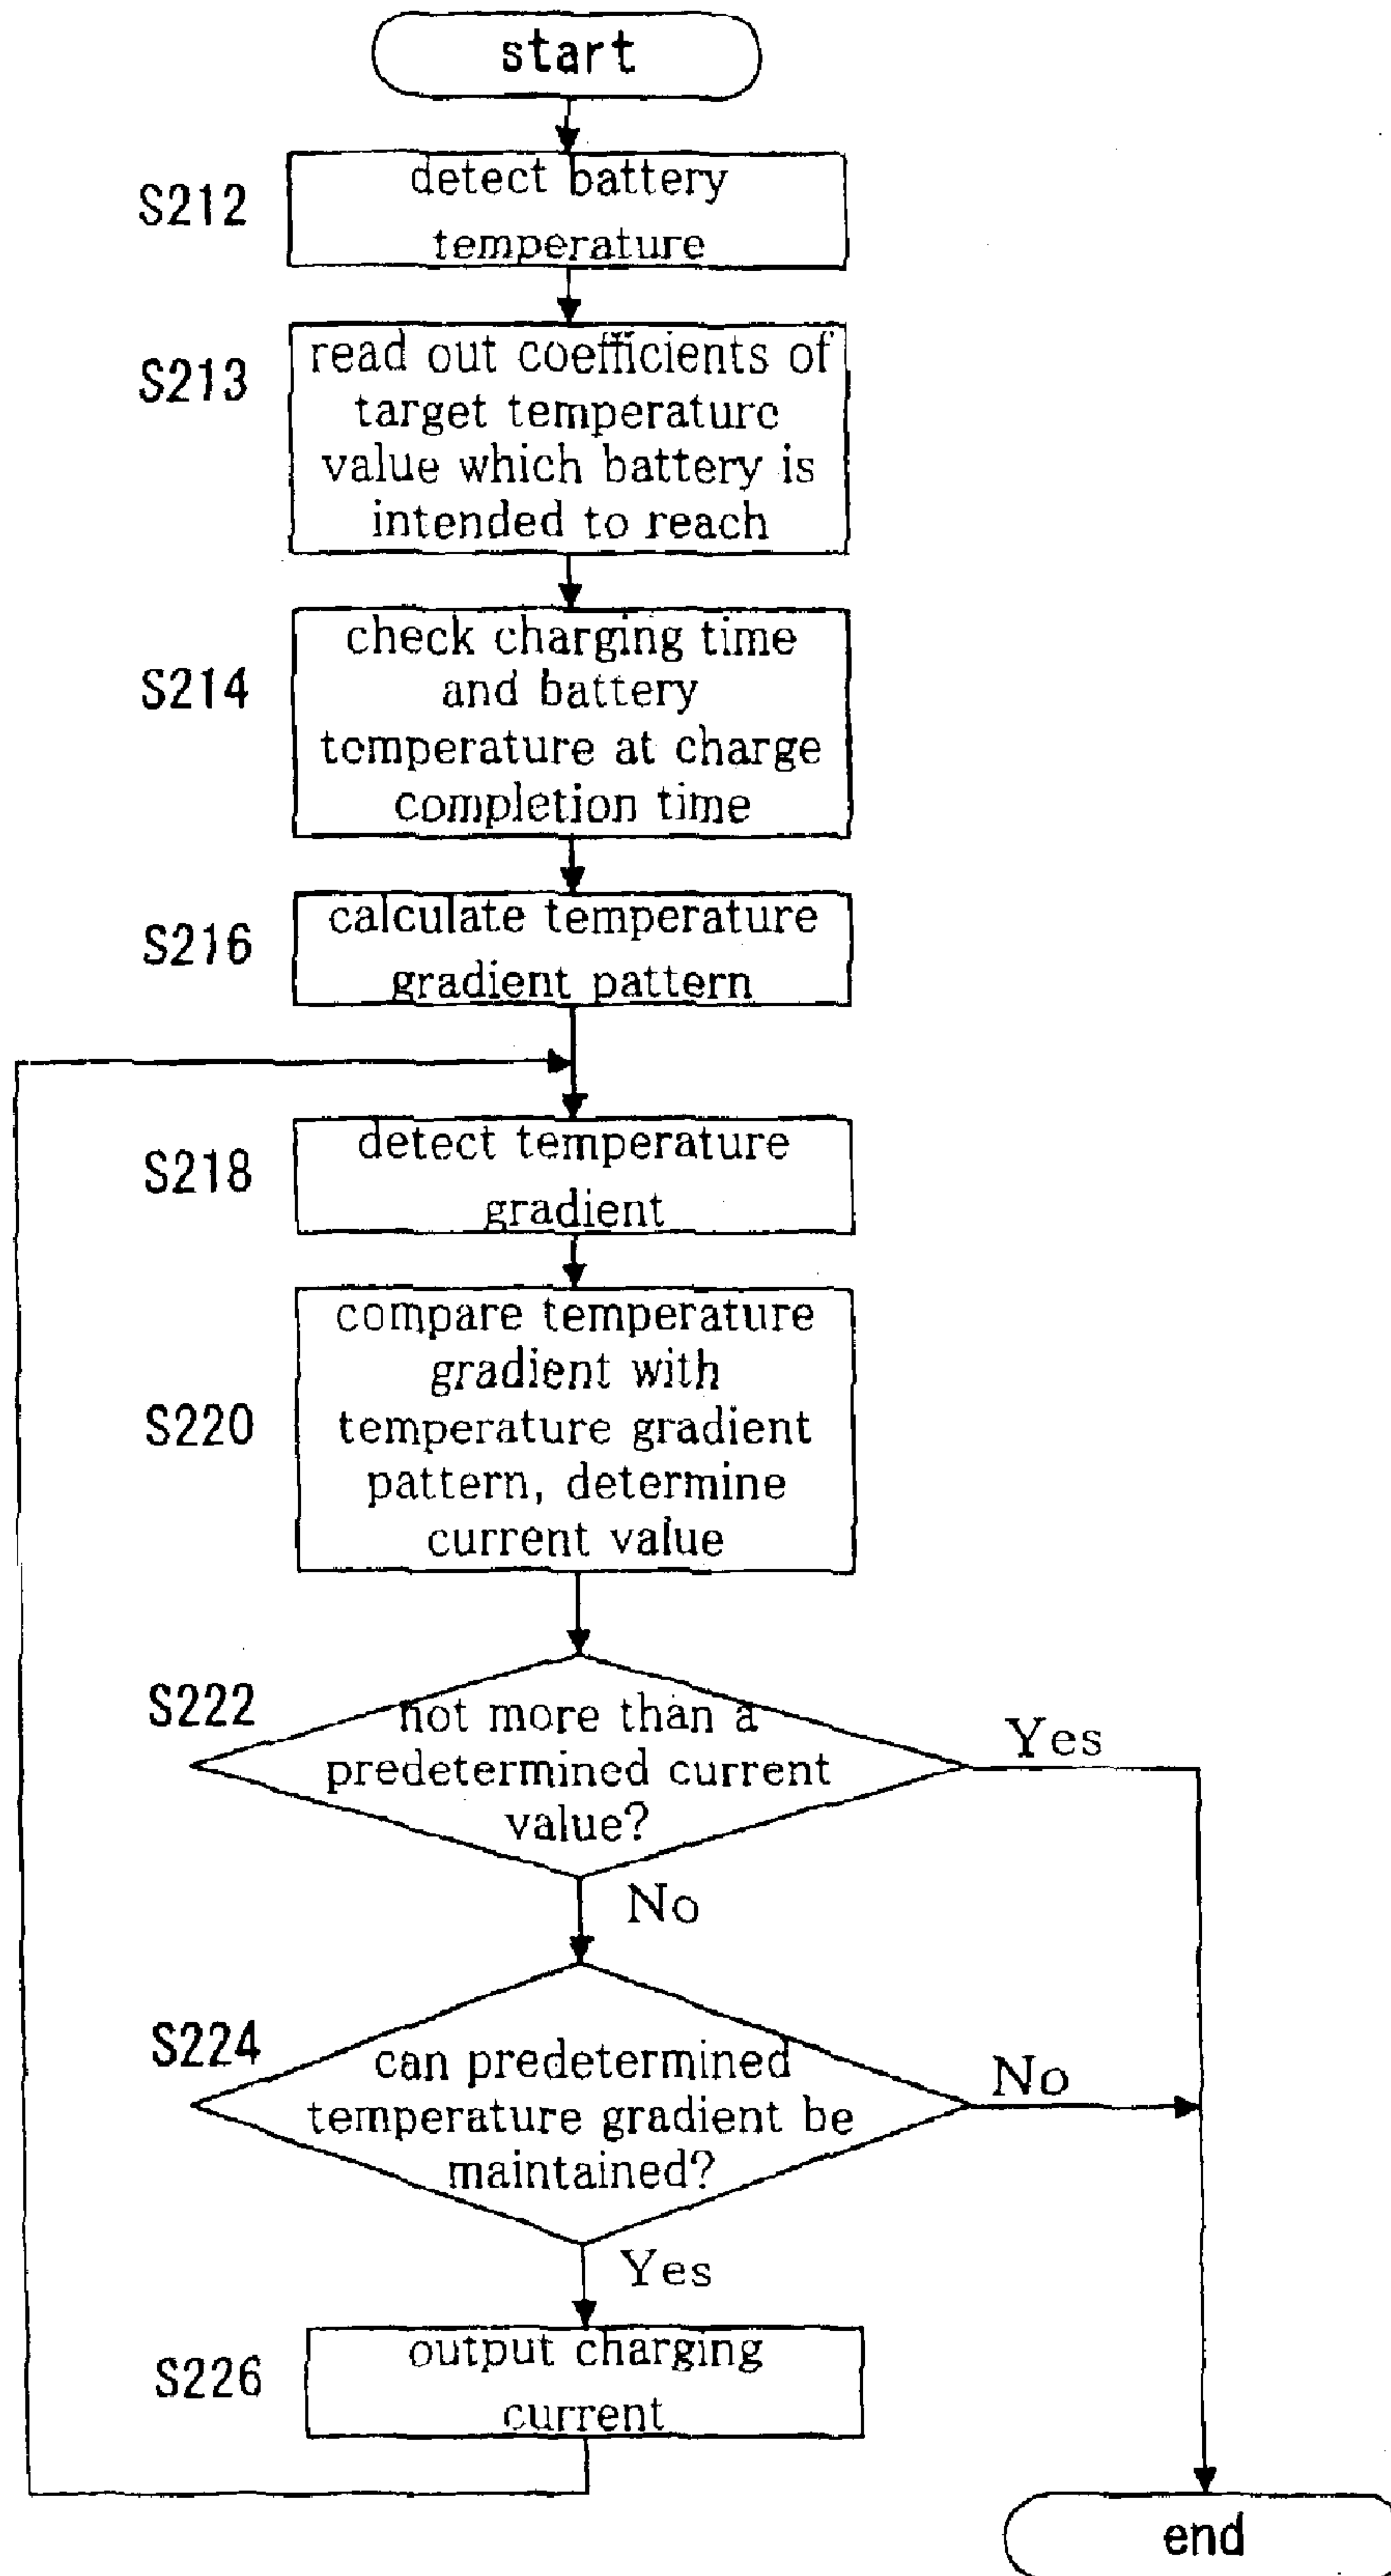 start
S212
detect battery
temperature
S213
read out coefficients of
target temperature
value which battery is
intended to reach
S214
check charging time
and battery
temperature at charge
completion time
S216
calculate temperature
gradient pattern
S218
detect temperature
gradient
S220
compare temperature
gradient with
temperature gradient
pattern, determine
current value
S222
not more than a
predetermined current
value?
Yes
No
S224
can predetermined
temperature gradient be
maintained?
No
Yes
S226
output charging
current
end